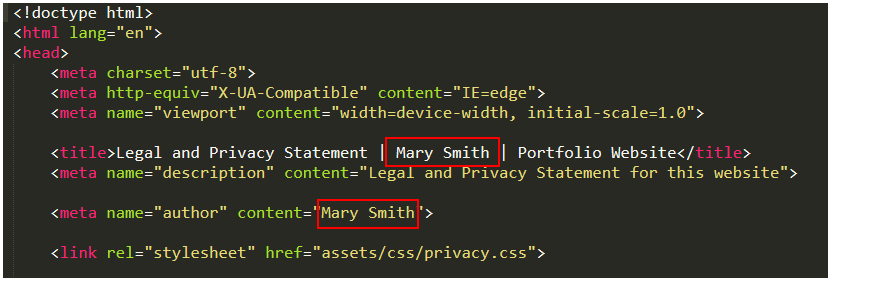 <!doctype html>
<html lang="en">
<head>
<meta charset="utf-8">
<meta http-equiv="X-UA-Compatible" content="IE=edge">
<meta name="viewport" content="width=device-width, initial-scale=1.0">
<title>Legal and Privacy Statement | Mary Smith | Portfolio Website</title>
<meta name="description" content="Legal and Privacy Statement for this website">
<meta name="author" content="Mary Smith">
<link rel="stylesheet" href="assets/css/privacy.css">